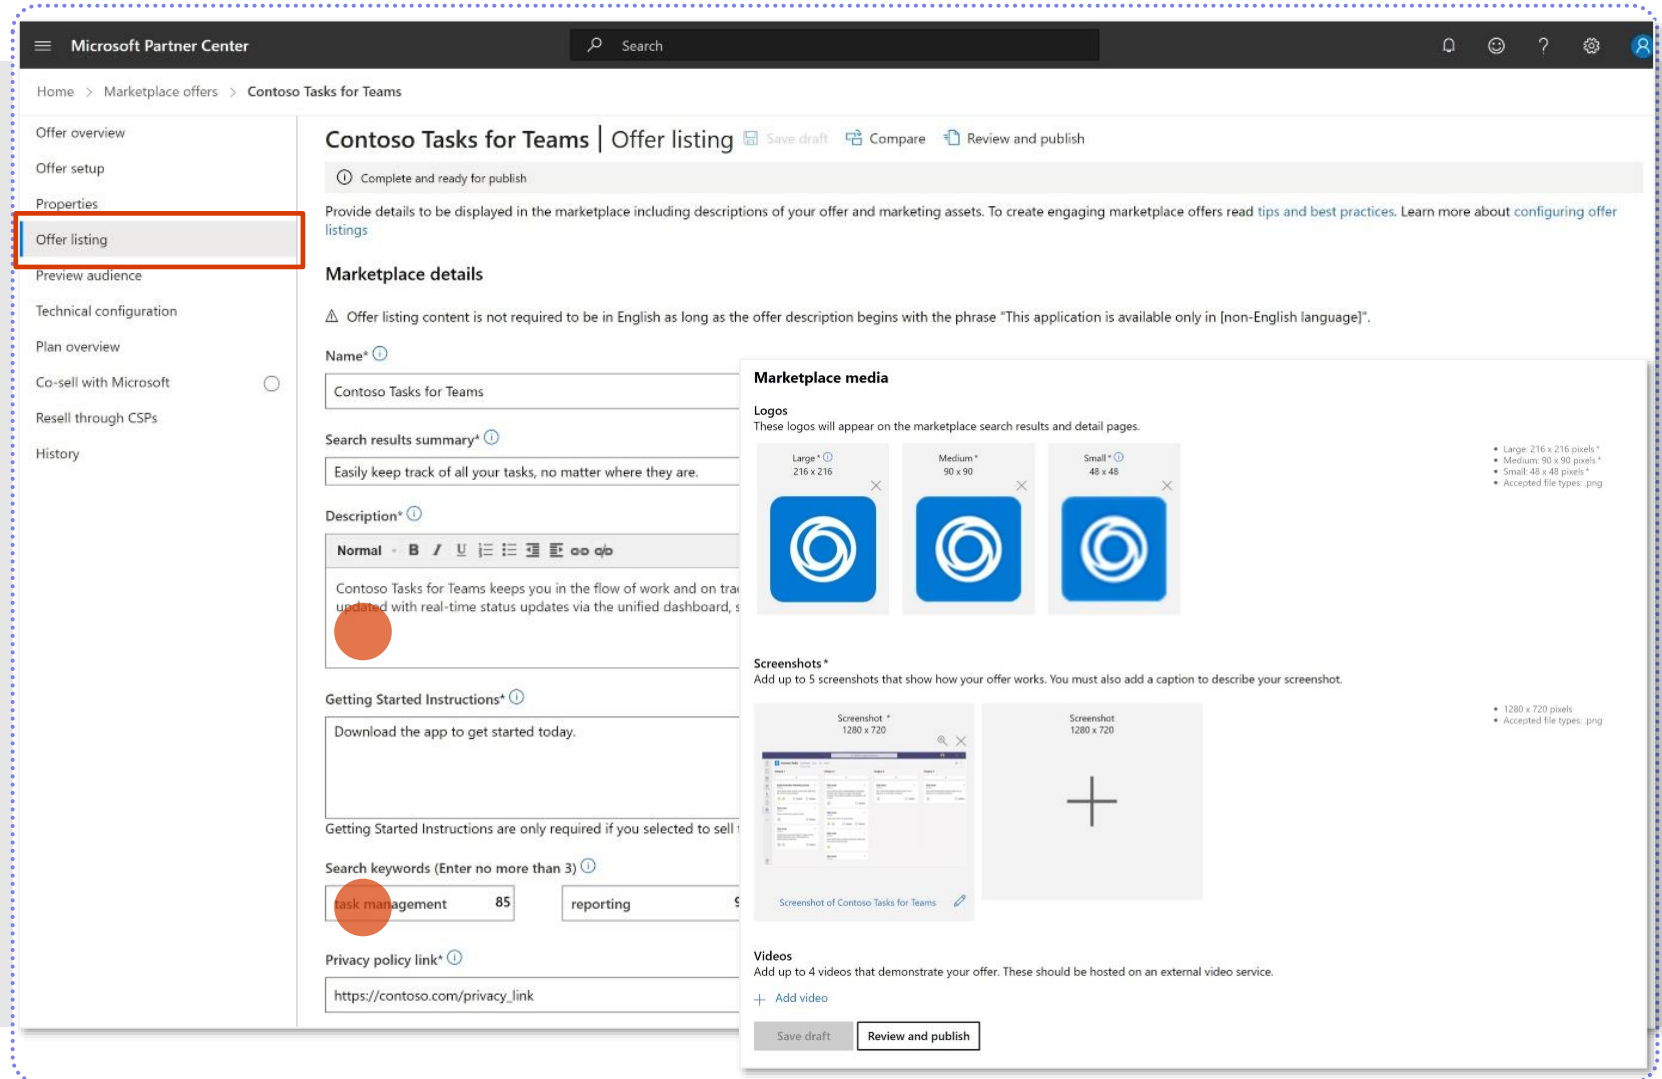 Microsoft Partner Center
Search
Home > Marketplace offers > Contoso Tasks for Teams
Offer overview
Offer setup
Properties
Offer listing
Preview audience
Technical configuration
Plan overview
Co-sell with Microsoft
Resell through CSPs
History
Contoso Tasks for Teams | Offer listing
Save draft
Compare
Review and publish
Complete and ready for publish
Provide details to be displayed in the marketplace including descriptions of your offer and marketing assets. To create engaging marketplace offers read tips and best practices. Learn more about configuring offer
listings
Marketplace details
Offer listing content is not required to be in English as long as the offer description begins with the phrase "This application is available only in [non-English language]".
Name*
Contoso Tasks for Teams
Search results summary*
Easily keep track of all your tasks, no matter where they are.
Description*
Normal B I U
Contoso Tasks for Teams keeps you in the flow of work and on
updated with real-time status updates via the unified dashboard,
Getting Started Instructions*
Download the app to get started today.
Getting Started Instructions are only required if you selected to sell
Search keywords (Enter no more than 3)
task management 85
reporting
Privacy policy link*
https://contoso.com/privacy_link
Marketplace media
Logos
These logos will appear on the marketplace search results and detail pages.
Large *
216 x 216
Medium *
90 x 90
Small *
48 x 48
• Large: 216 x 216 pixels *
• Medium: 90 x 90 pixels *
• Small: 48 x 48 pixels *
• Accepted file types: .png
Screenshots *
Add up to 5 screenshots that show how your offer works. You must also add a caption to describe your screenshot.
Screenshot *
1280 x 720
Screenshot of Contoso Tasks for Teams
Screenshot
1280 x 720
• 1280 x 720 pixels
• Accepted file types: .png
Videos
Add up to 4 videos that demonstrate your offer. These should be hosted on an external video service.
+ Add video
Save draft
Review and publish